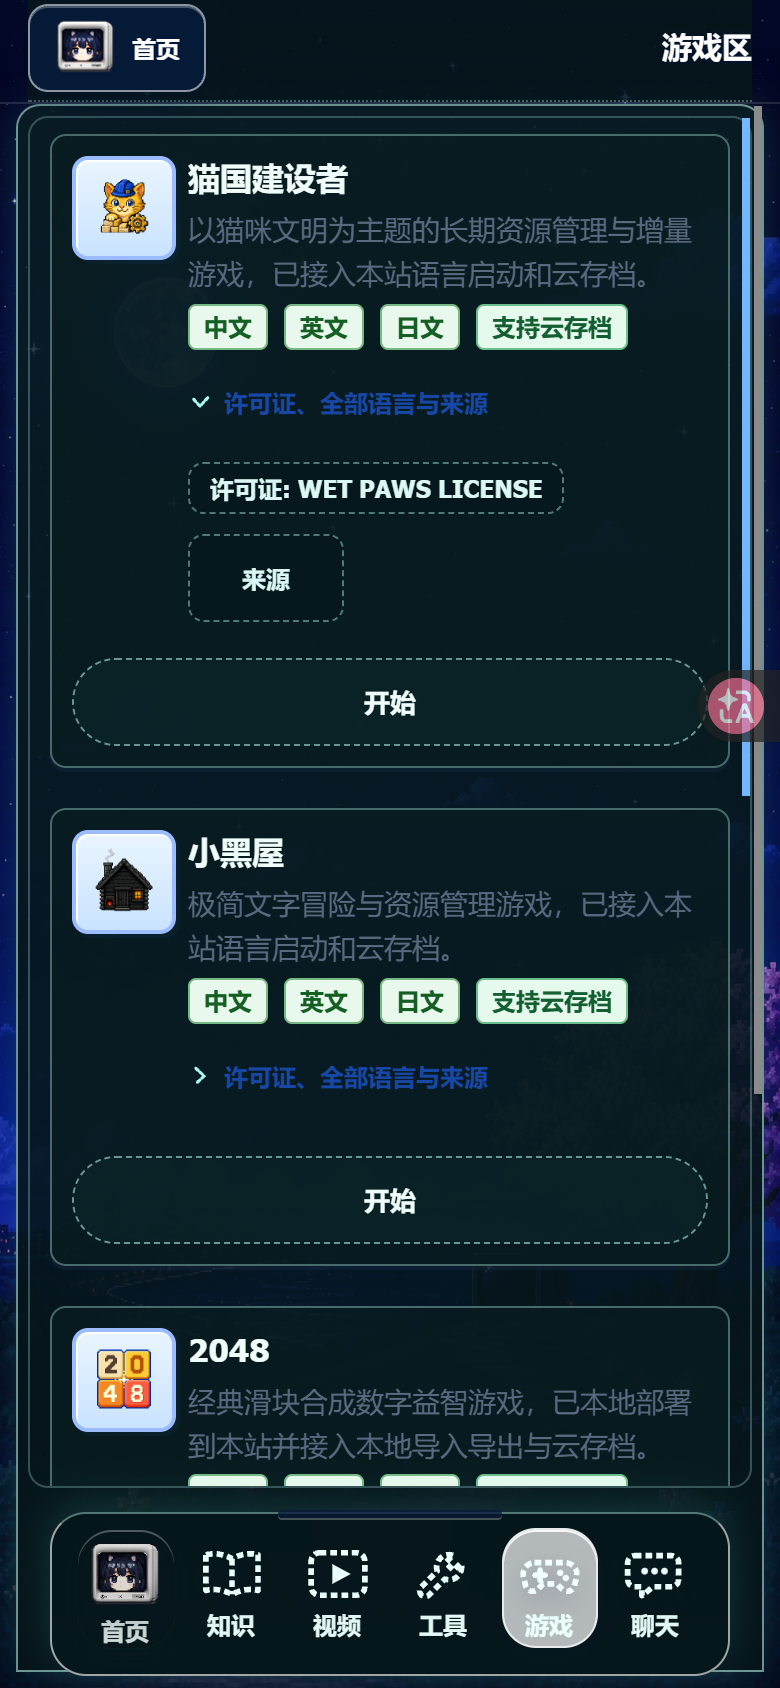 首页
游戏区
猫国建设者
以猫咪文明为主题的长期资源管理与增量
游戏，已接入本站语言启动和云存档。
中文 英文 日文 支持云存档
许可证、全部语言与来源
许可证: WET PAWS LICENSE
来源
开始
小黑屋
极简文字冒险与资源管理游戏，已接入本
站语言启动和云存档。
中文 英文 日文 支持云存档
许可证、全部语言与来源
开始
2048
2048
经典滑块合成数字益智游戏，已本地部署
到本站并接入本地导入导出与云存档。
首页 知识 视频 工具 游戏 聊天